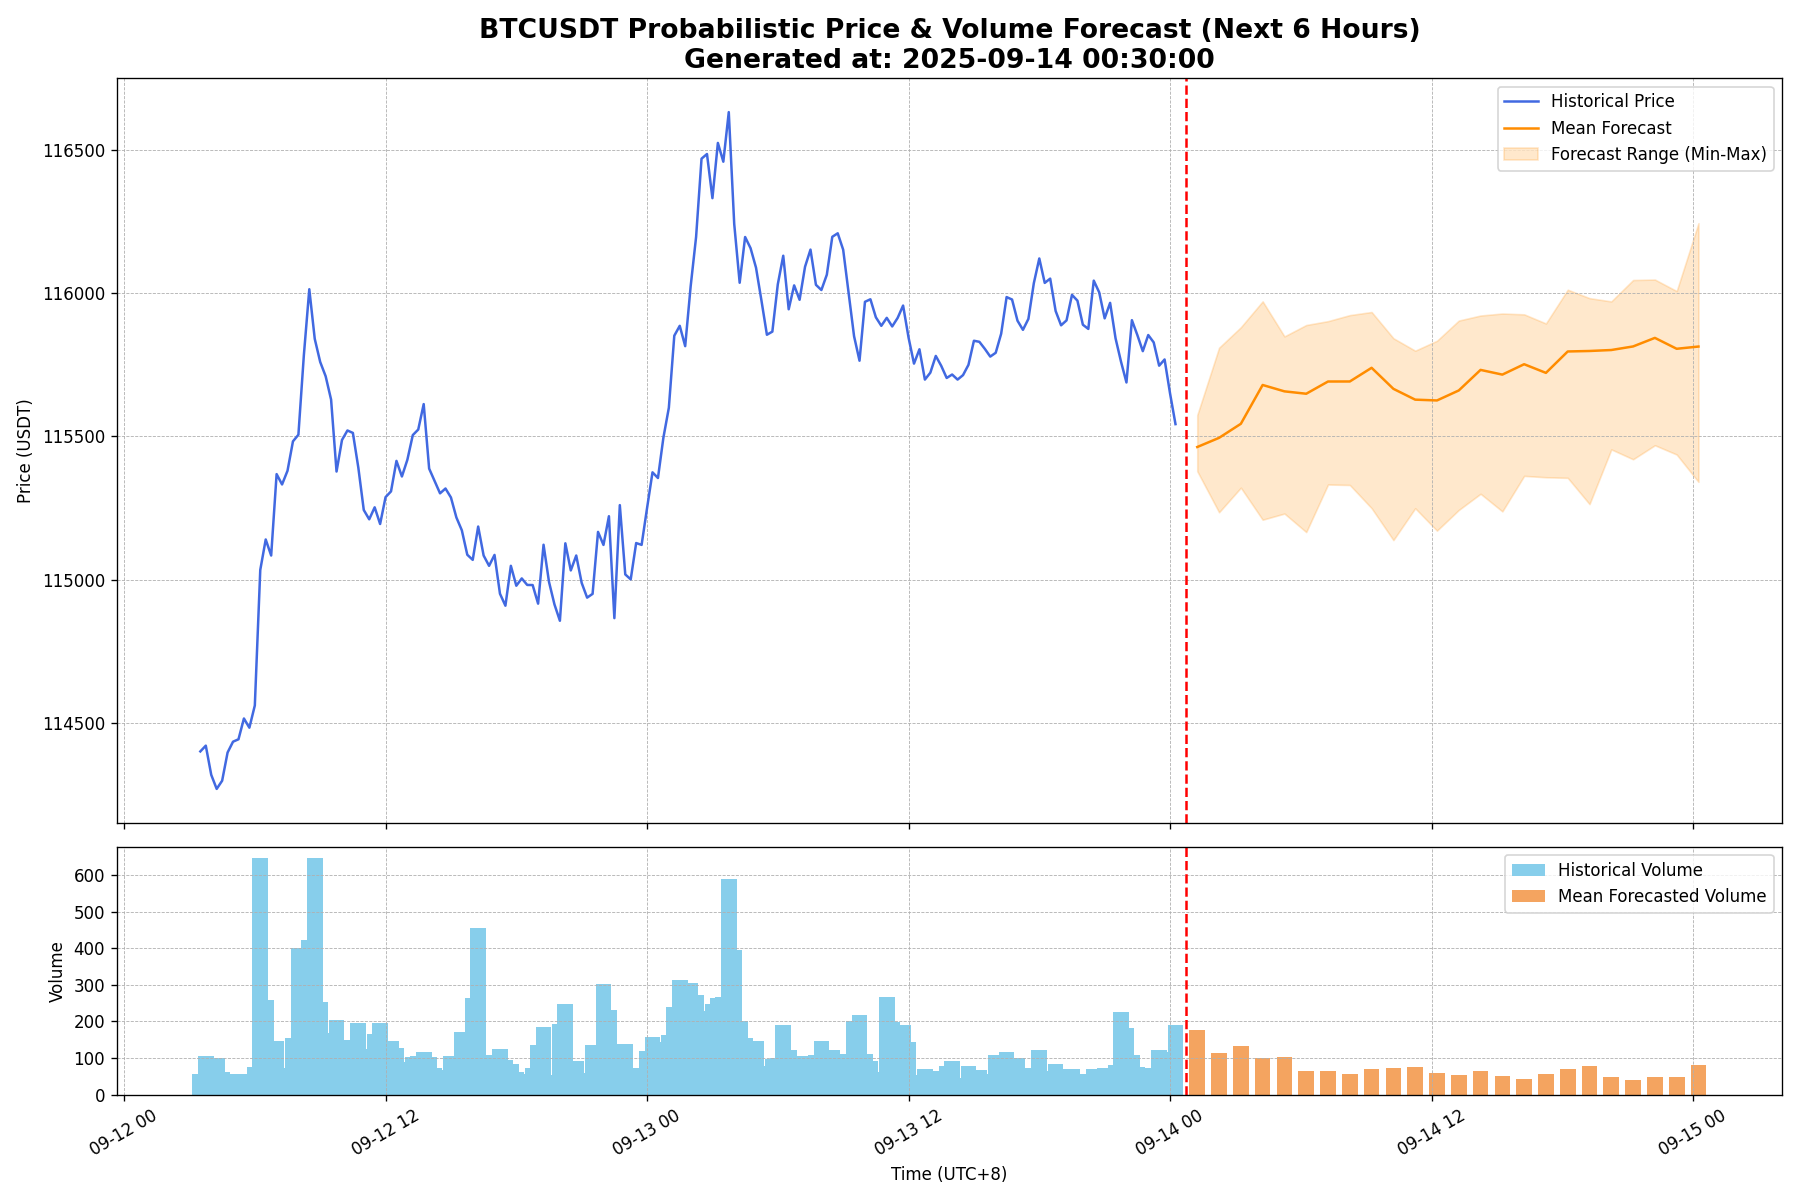 BTCUSDT Probabilistic Price & Volume Forecast (Next 6 Hours)
Generated at: 2025-09-14 00:30:00
Historical Price
Mean Forecast
Forecast Range (Min-Max)
116500
116000
115500
115000
114500
Price (USDT)
Historical Volume
Mean Forecasted Volume
600
500
400
300
200
100
0
Volume
09-12 00
09-12 12
09-13 00
09-13 12
09-14 00
09-14 12
09-15 00
Time (UTC+8)